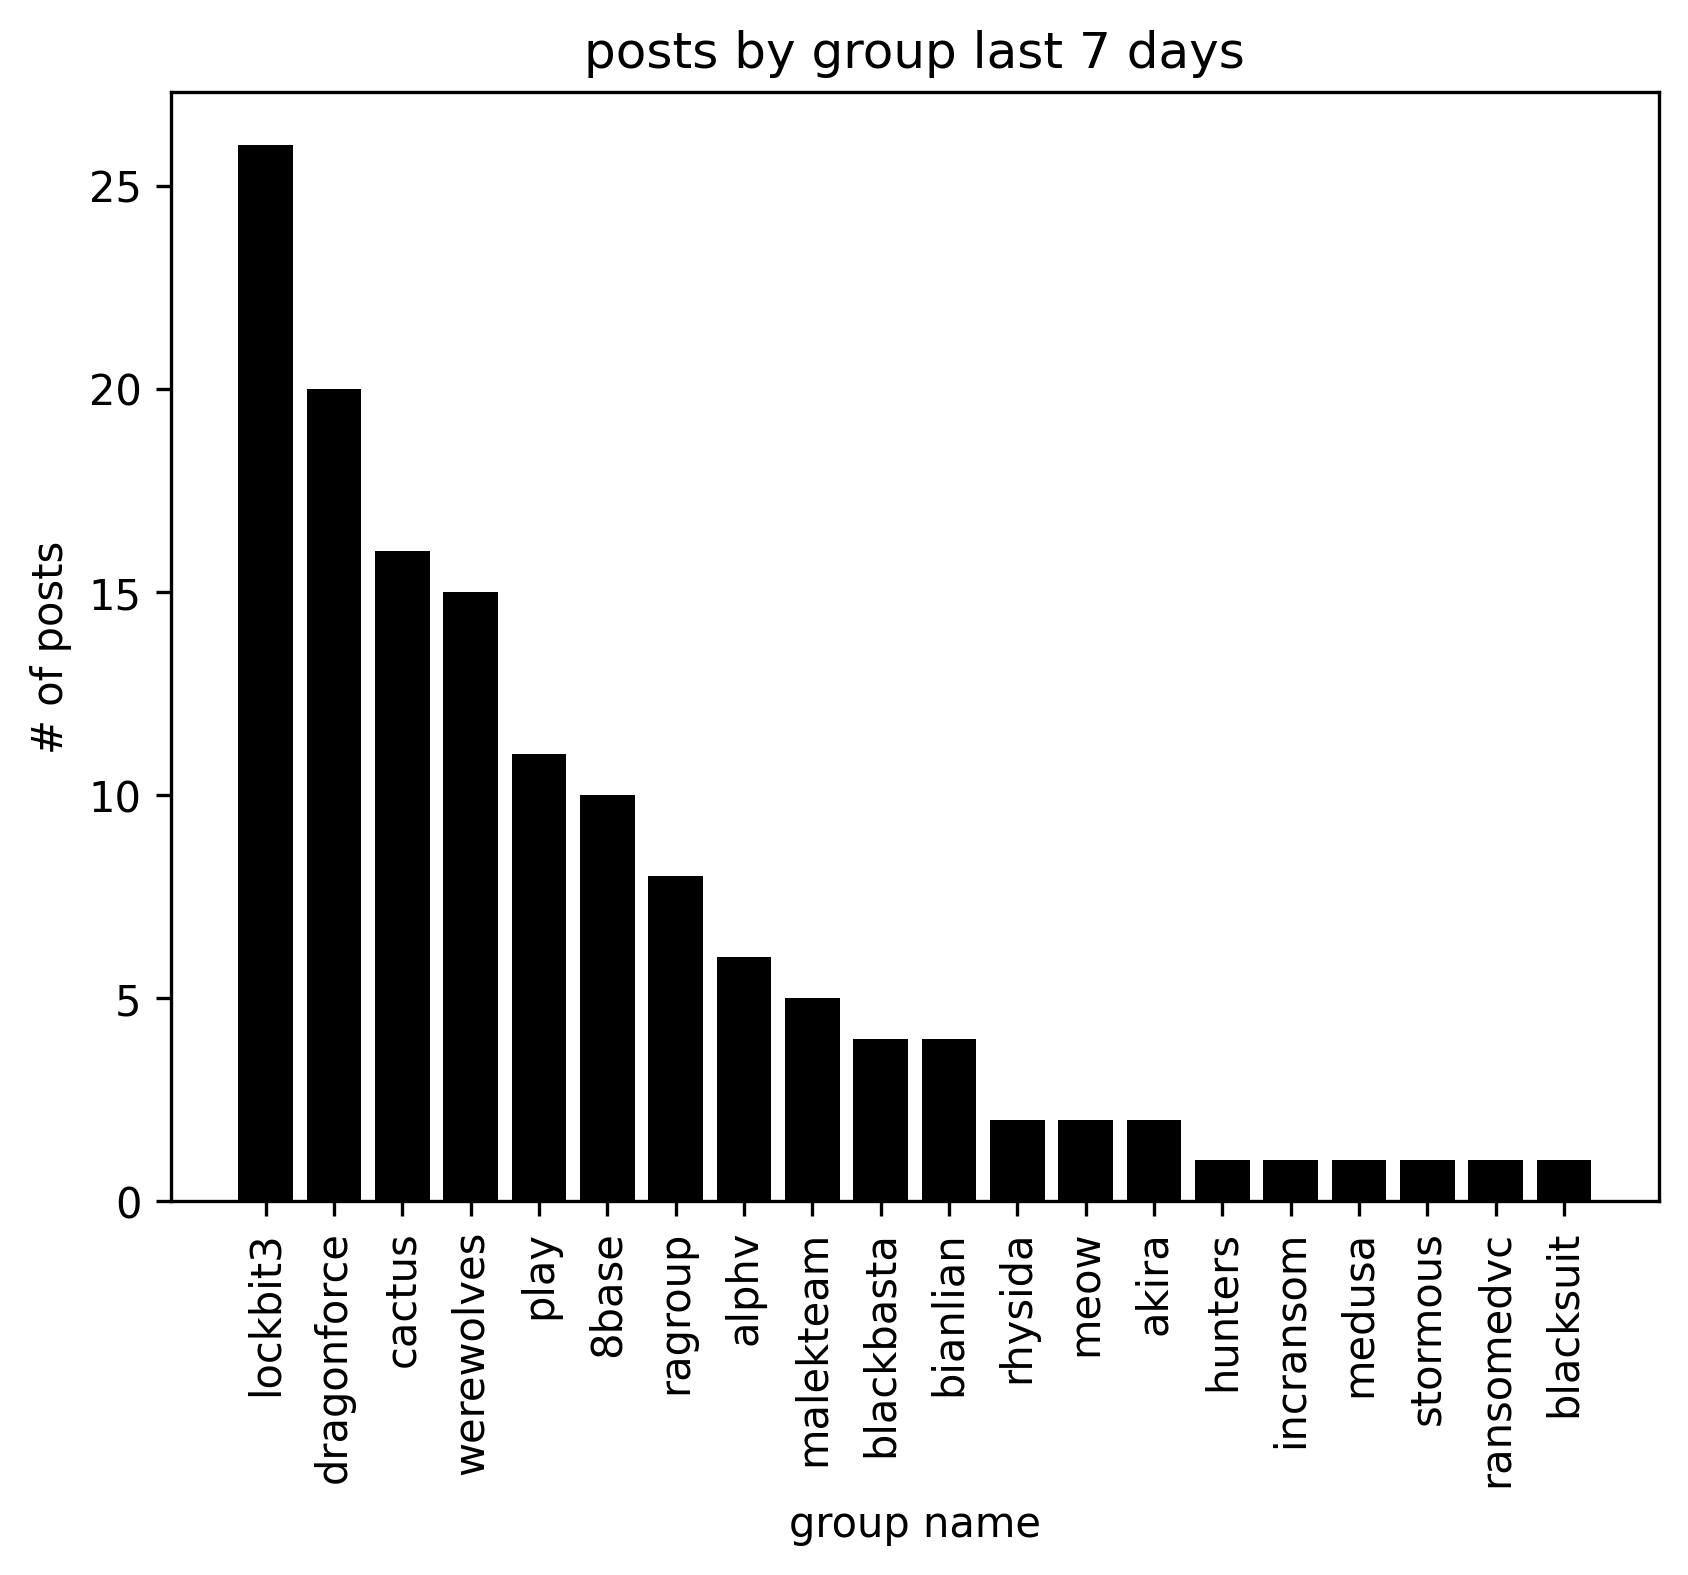 posts by group last 7 days
# of posts
25
20
15
10
5
0
lockbit3
dragonforce
cactus
werewolves
play
8base
ragroup
alphv
malekteam
blackbasta
bianlian
rhysida
meow
akira
hunters
incransom
medusa
stormous
ransomedvc
blacksuit
group name